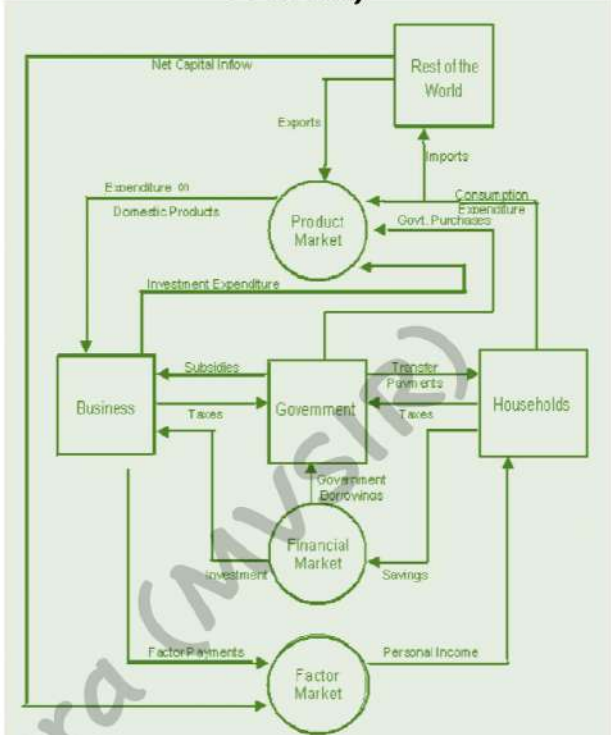 Net Capital Inflow
Rest of the
World
Exports
Imports
Expenditure on
Domestic Products
Consumption
Expenditure
Product
Market
Govt. Purchases
Investment Expenditure
Business
Subsidies
Taxes
Government
Transfer
Payments
Taxes
Households
Government
Borrowings
Financial
Market
Investment
Savings
Factor Payments
Personal Income
Factor
Market
ra (MVSIR)